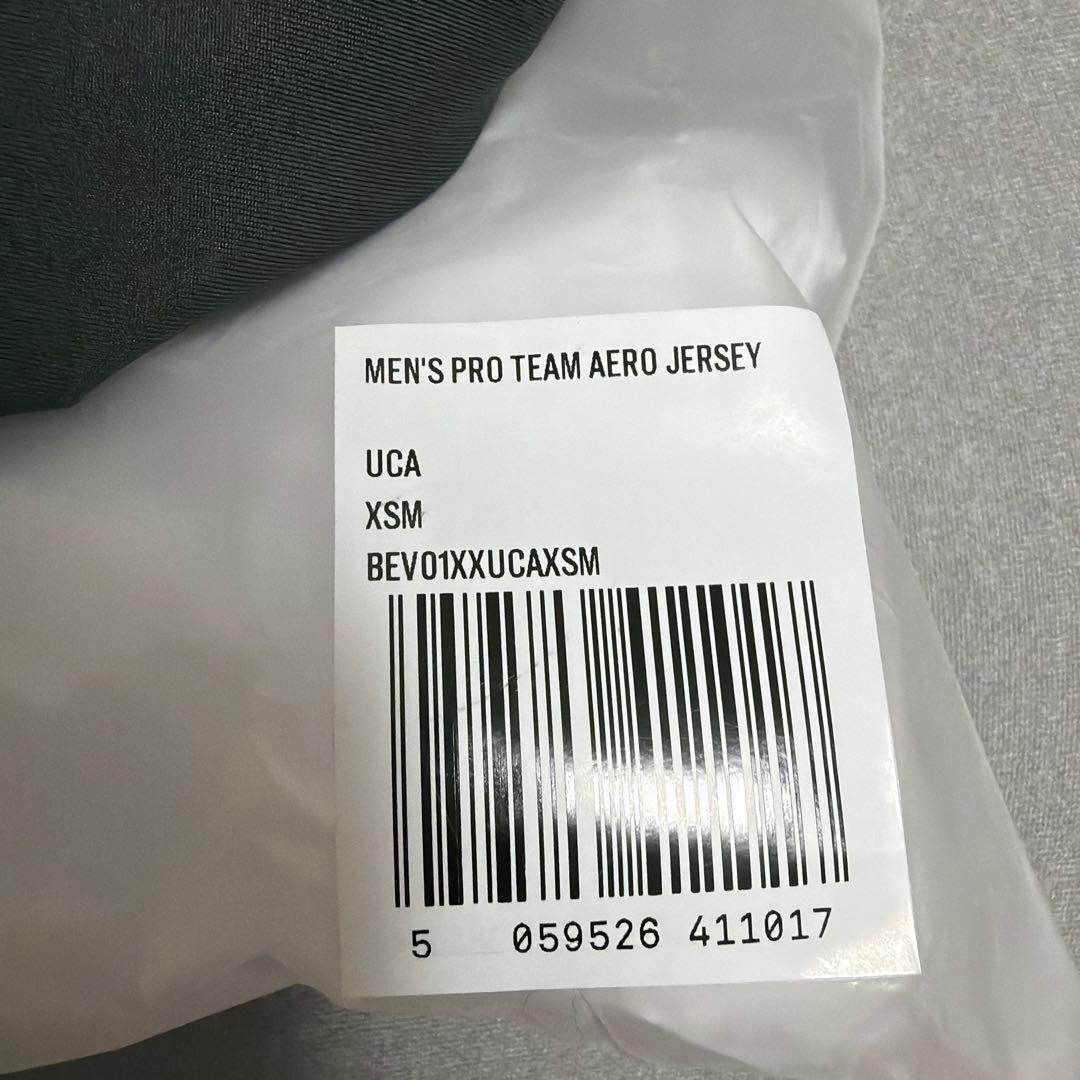 MEN'S PRO TEAM AERO JERSEY
UCA
XSM
BEV01XXUCAXSM
5 059526 411017